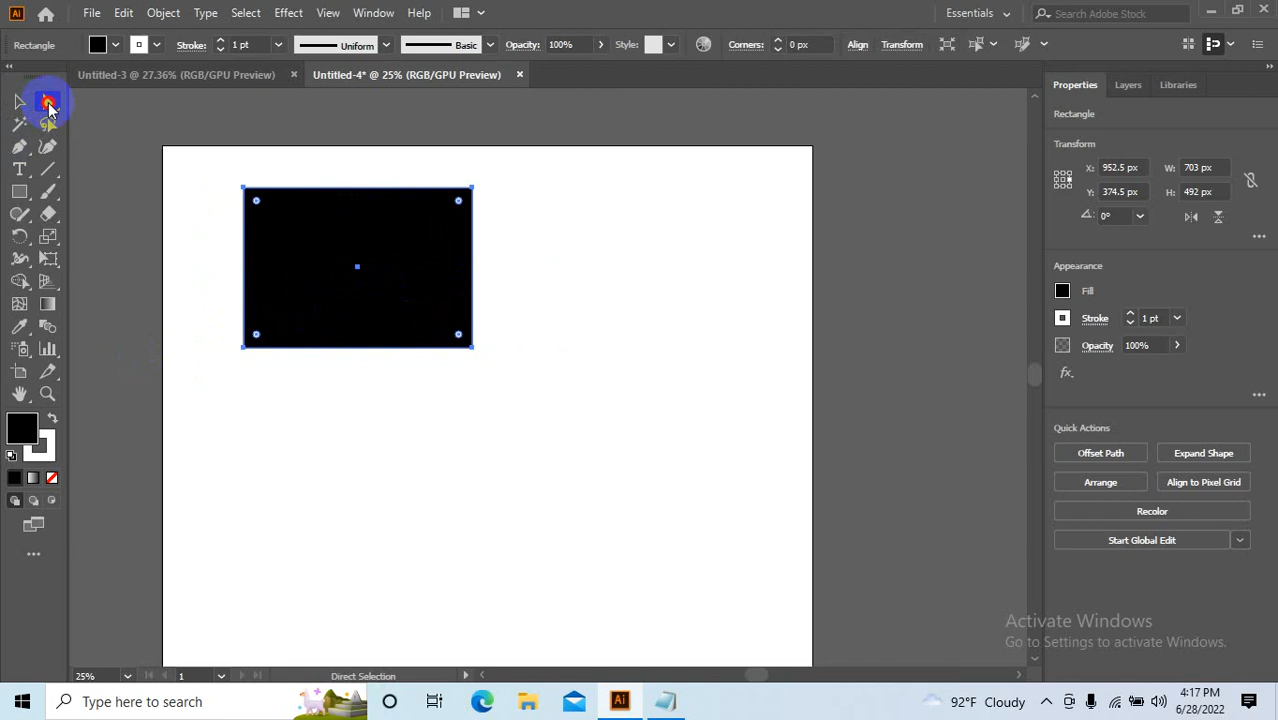 Ai File Edit Object Type Select Effect View Window Help Essentials Search Adobe Stock
Rectangle Stroke: 1 pt Uniform Basic Opacity: 100% Style: Corners: 0 px Align Transform
Untitled-3 @ 27.36% (RGB/GPU Preview) × Untitled-4* @ 25% (RGB/GPU Preview) ×
Properties Layers Libraries
Rectangle
Transform
X: 952.5 px W: 703 px
Y: 374.5 px H: 492 px
0°
Appearance
Fill
Stroke 1 pt
Opacity 100%
fx.
Quick Actions
Offset Path Expand Shape
Arrange Align to Pixel Grid
Recolor
Start Global Edit
Activate Windows
Go to Settings to activate Windows.
25% 1 Direct Selection
Type here to search Ai 92°F Cloudy 4:17 PM
6/28/2022